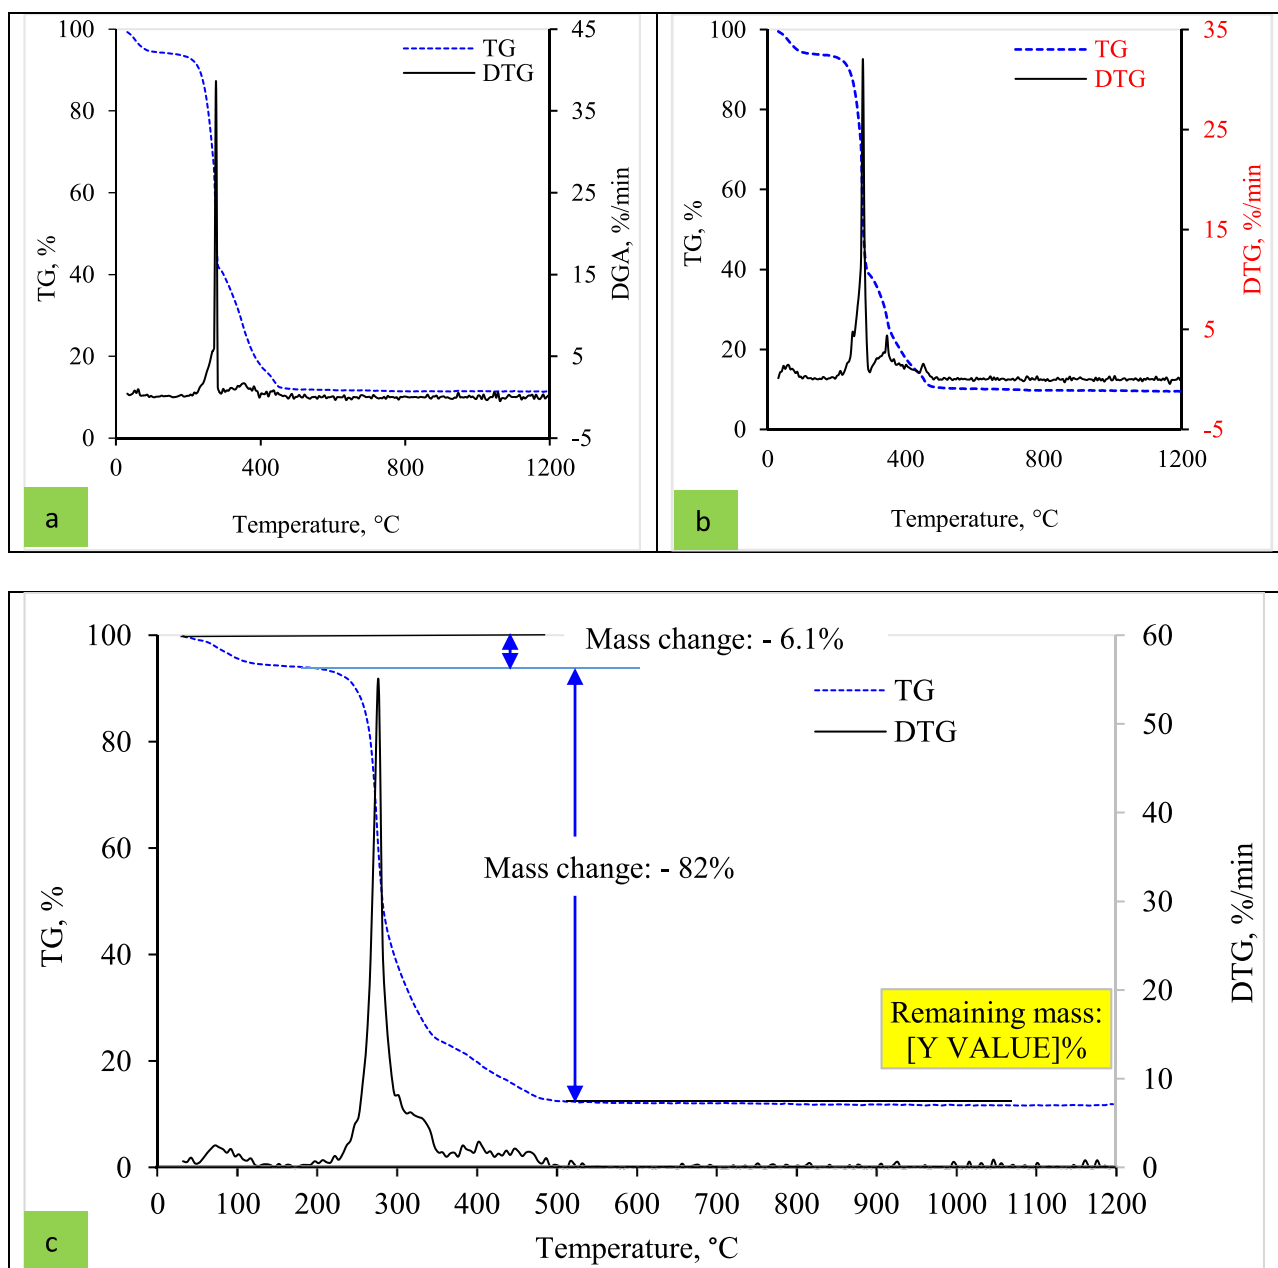 100
80
60
40
20
0
TG, %
TG
DTG
45
35
25
15
5
-5
DGA, %/min
0
400
800
1200
Temperature, °C
a
100
80
60
40
20
0
TG, %
TG
DTG
35
25
15
5
-5
DTG, %/min
0
400
800
1200
Temperature, °C
b
100
80
60
40
20
0
TG, %
Mass change: - 6.1%
TG
DTG
Mass change: - 82%
Remaining mass:
[Y VALUE]%
60
50
40
30
20
10
0
DTG, %/min
0 100 200 300 400 500 600 700 800 900 1000 1100 1200
Temperature, °C
c